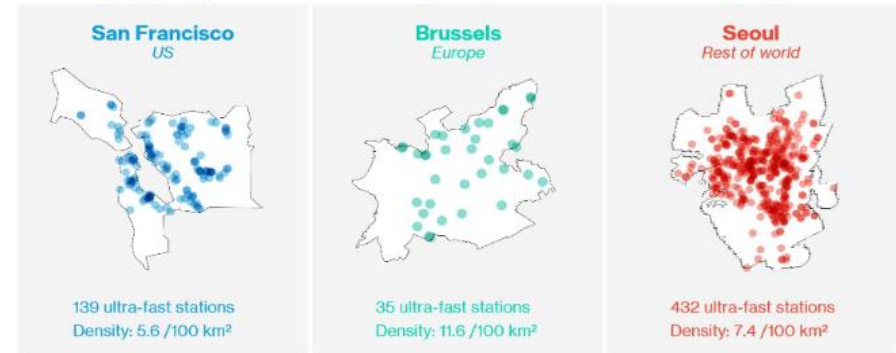 San Francisco
US
139 ultra-fast stations
Density: 5.6 /100 km²
Brussels
Europe
35 ultra-fast stations
Density: 11.6 /100 km²
Seoul
Rest of world
432 ultra-fast stations
Density: 7.4 /100 km²